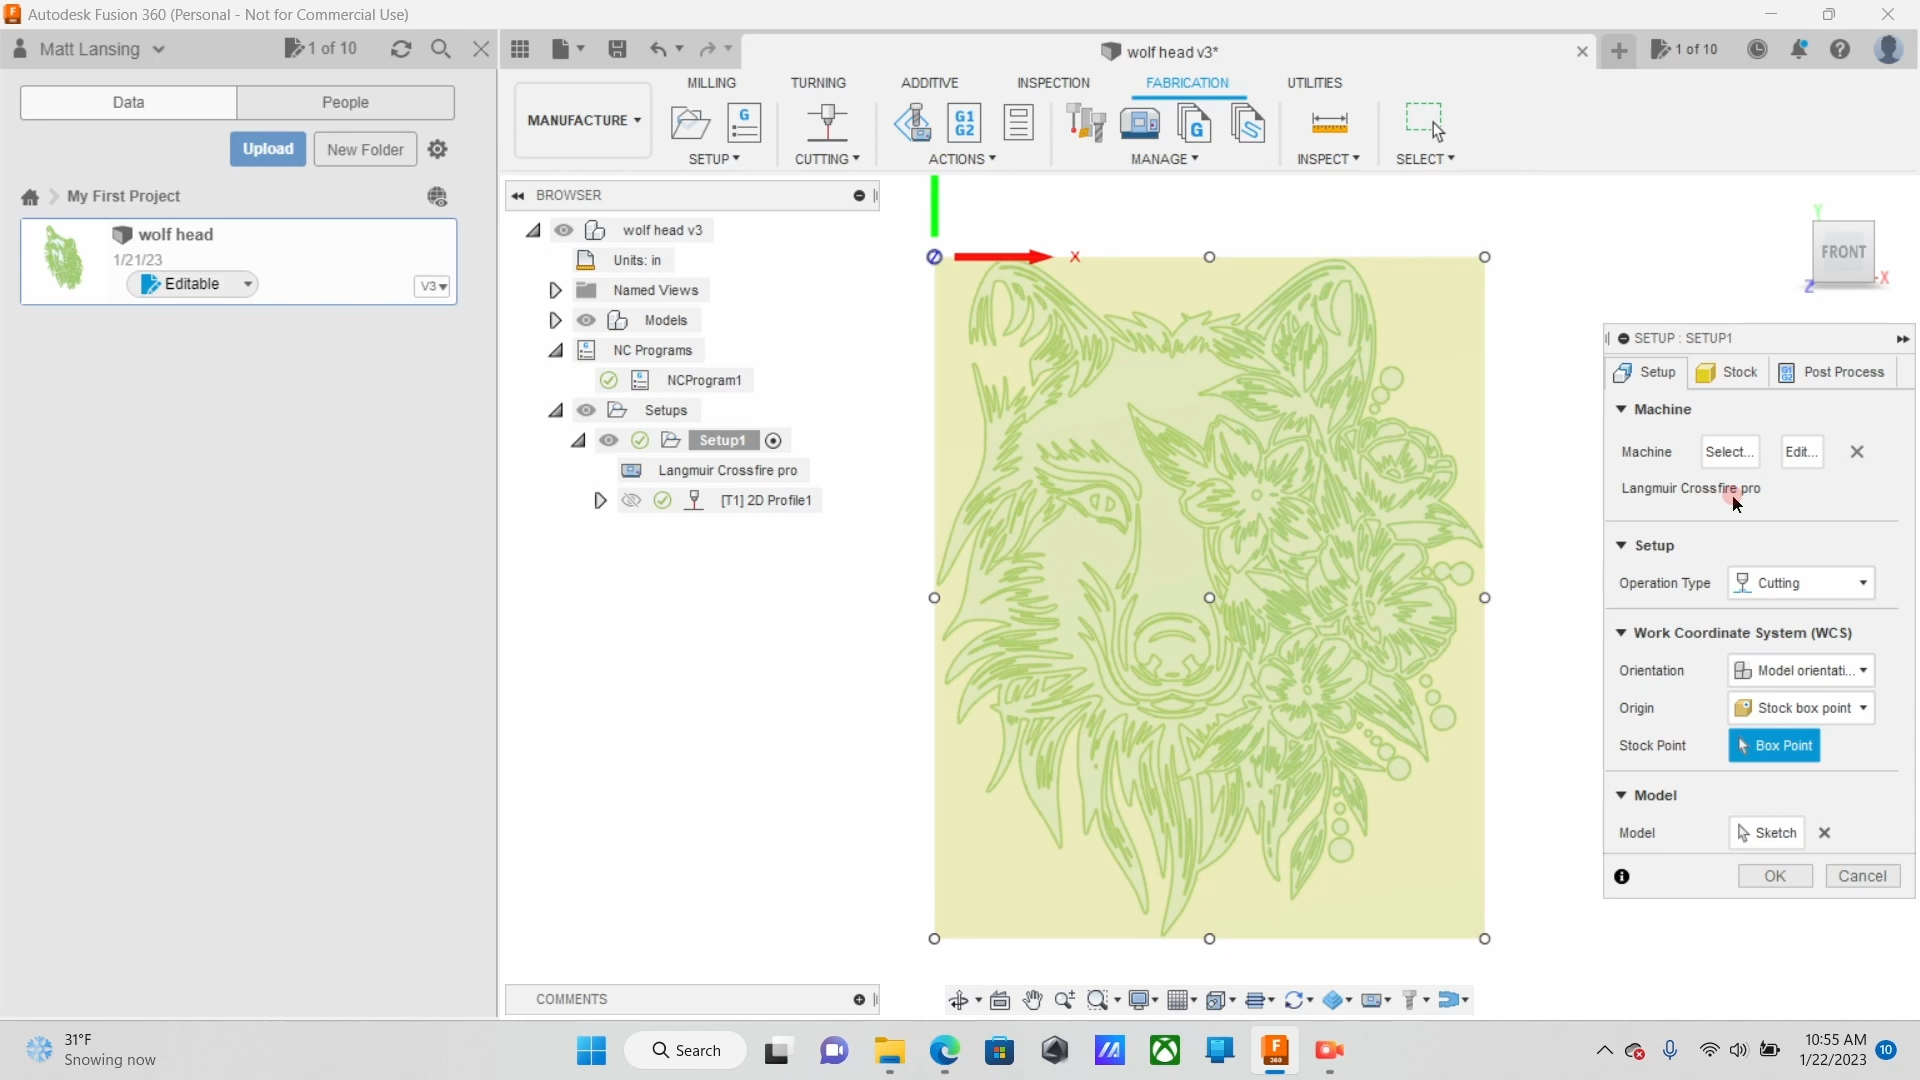 Autodesk Fusion 360 (Personal - Not for Commercial Use)
Matt Lansing
1 of 10
wolf head v3*
1 of 10
Data
People
Upload
New Folder
My First Project
wolf head
1/21/23
Editable
V3
MANUFACTURE
MILLING
TURNING
ADDITIVE
INSPECTION
FABRICATION
UTILITIES
G
G1
G2
G
SETUP
CUTTING
ACTIONS
MANAGE
INSPECT
SELECT
BROWSER
wolf head v3
Units: in
Named Views
Models
NC Programs
NCProgram1
Setups
Setup1
Langmuir Crossfire pro
[T1] 2D Profile1
X
Y
FRONT
X
Z
SETUP : SETUP1
Setup
Stock
Post Process
Machine
Machine
Select...
Edit...
Langmuir Crossfire pro
Setup
Operation Type
Cutting
Work Coordinate System (WCS)
Orientation
Model orientati...
Origin
Stock box point
Stock Point
Box Point
Model
Model
Sketch
OK
Cancel
COMMENTS
31°F
Snowing now
Search
F
360
10:55 AM
1/22/2023
10